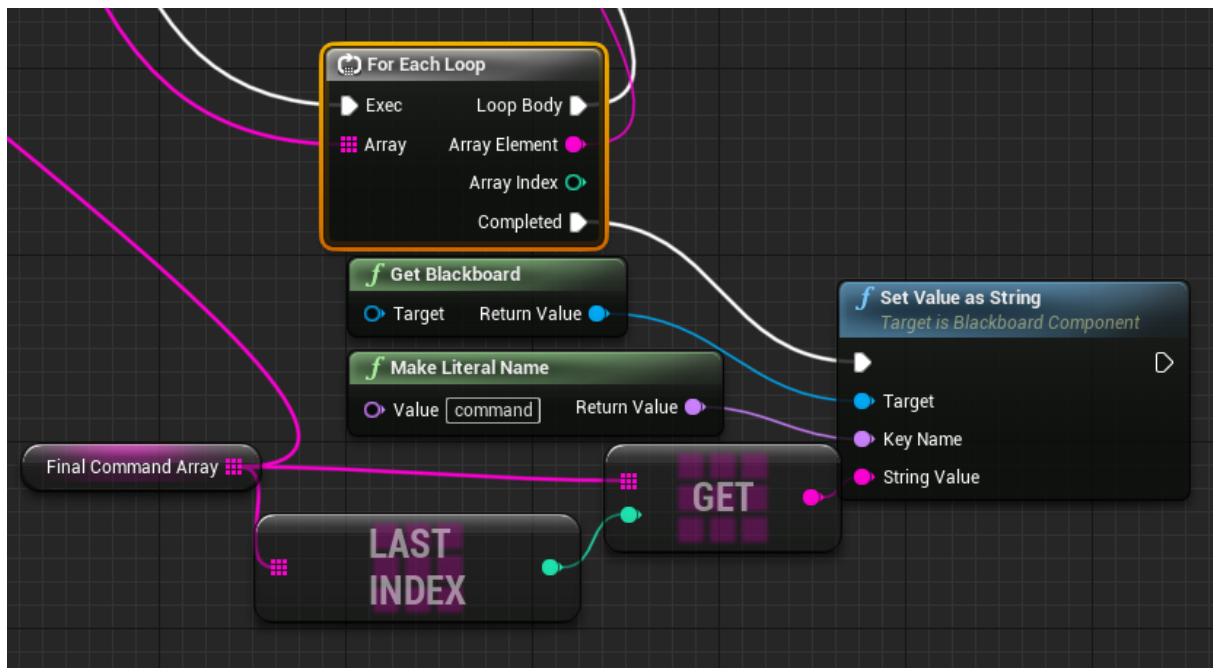 For Each Loop
Exec
Loop Body
Array
Array Element
Array Index
Completed
f Get Blackboard
Target
Return Value
f Make Literal Name
Value command
Return Value
f Set Value as String
Target is Blackboard Component
Target
Key Name
String Value
Final Command Array
LAST
INDEX
GET